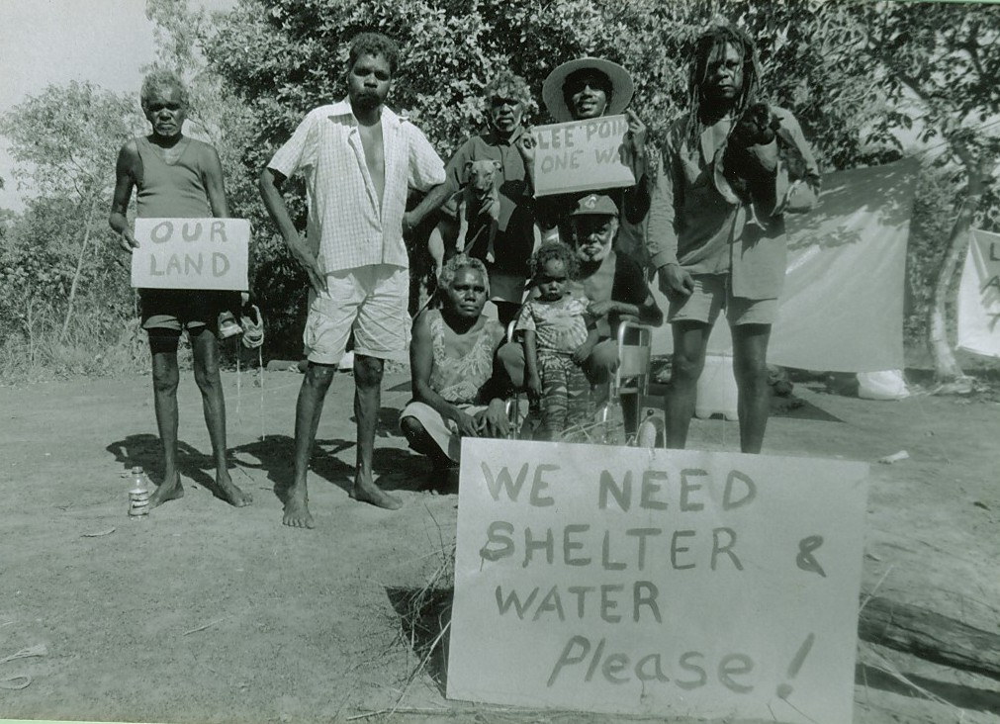 OUR
LAND
LEE POIN
ONE WA
WE NEED
SHELTER &
WATER
Please!